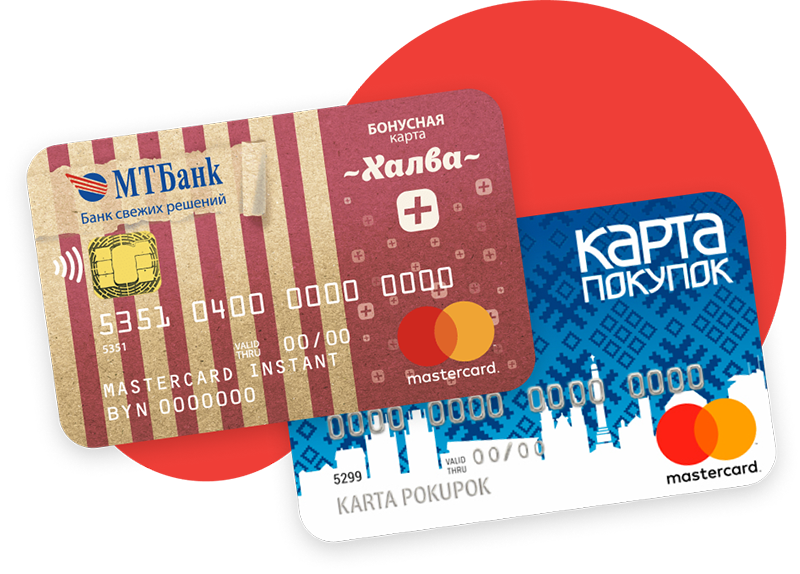 МТБанк
Банк свежих решений
БОНУСНАЯ
карта
~Халва~
5351 0400 0000 0000
5351
VALID
THRU
00/00
MASTERCARD INSTANT
BYN 0000000
mastercard.
КАРТА
ПОКУПОК
0000 0000 0000 0000
5299
VALID
THRU
00/00
KARTA POKUPOK
mastercard.